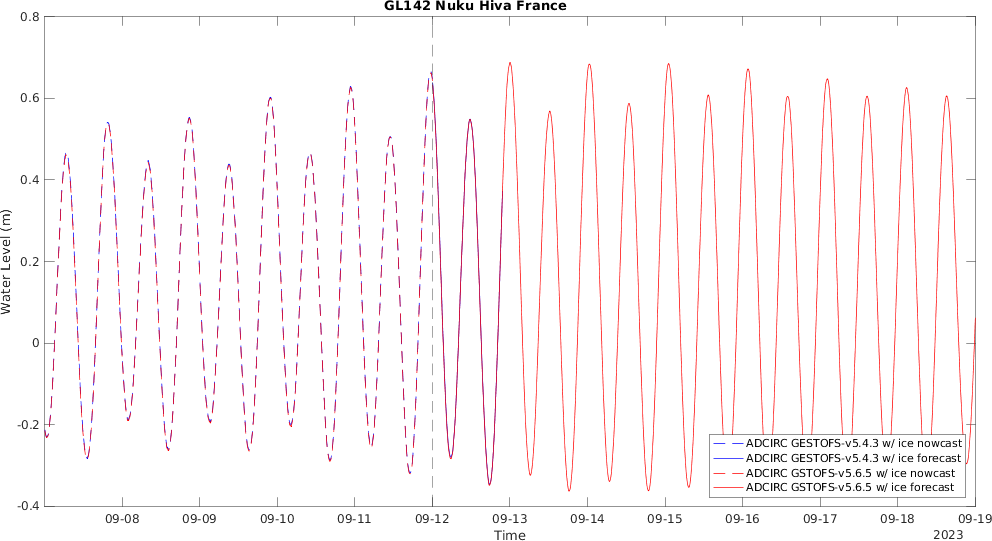 GL142 Nuku Hiva France
0.8
0.6
0.4
0.2
0
-0.2
-0.4
Water Level (m)
ADCIRC GESTOFS-v5.4.3 w/ ice nowcast
ADCIRC GESTOFS-v5.4.3 w/ ice forecast
ADCIRC GSTOFS-v5.6.5 w/ ice nowcast
ADCIRC GSTOFS-v5.6.5 w/ ice forecast
09-08 09-09 09-10 09-11 09-12 09-13 09-14 09-15 09-16 09-17 09-18 09-19
Time
2023